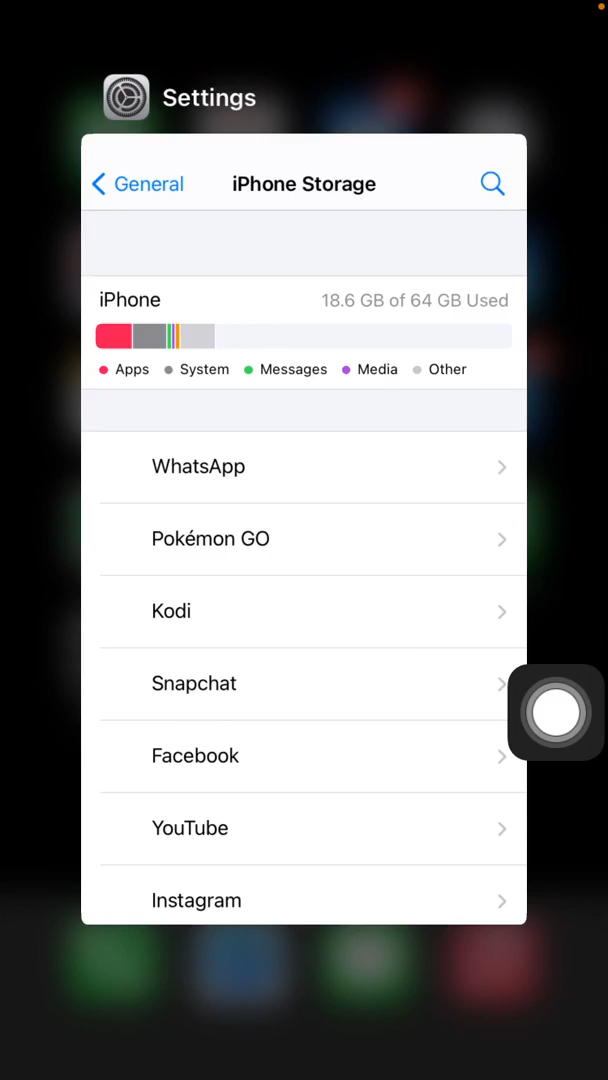 Settings
General
iPhone Storage
iPhone
18.6 GB of 64 GB Used
Apps System Messages Media Other
WhatsApp
Pokémon GO
Kodi
Snapchat
Facebook
YouTube
Instagram